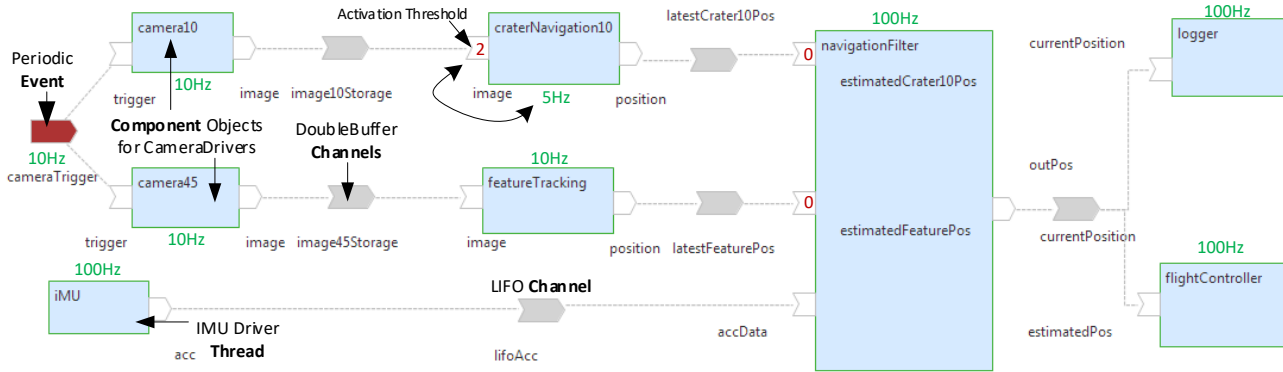 Activation Threshold
latestCrater10Pos
100Hz
100Hz
camera10
craterNavigation10
navigationFilter
currentPosition
logger
2
0
Periodic
Event
10Hz
estimatedCrater10Pos
trigger
image
image10Storage
image
5Hz
position
Component Objects
for CameraDrivers
DoubleBuffer
Channels
10Hz
cameraTrigger
10Hz
camera45
featureTracking
outPos
0
estimatedFeaturePos
100Hz
10Hz
trigger
image
image45Storage
image
position
latestFeaturePos
currentPosition
100Hz
iMU
LIFO Channel
flightController
IMU Driver
Thread
acc
lifoAcc
accData
estimatedPos